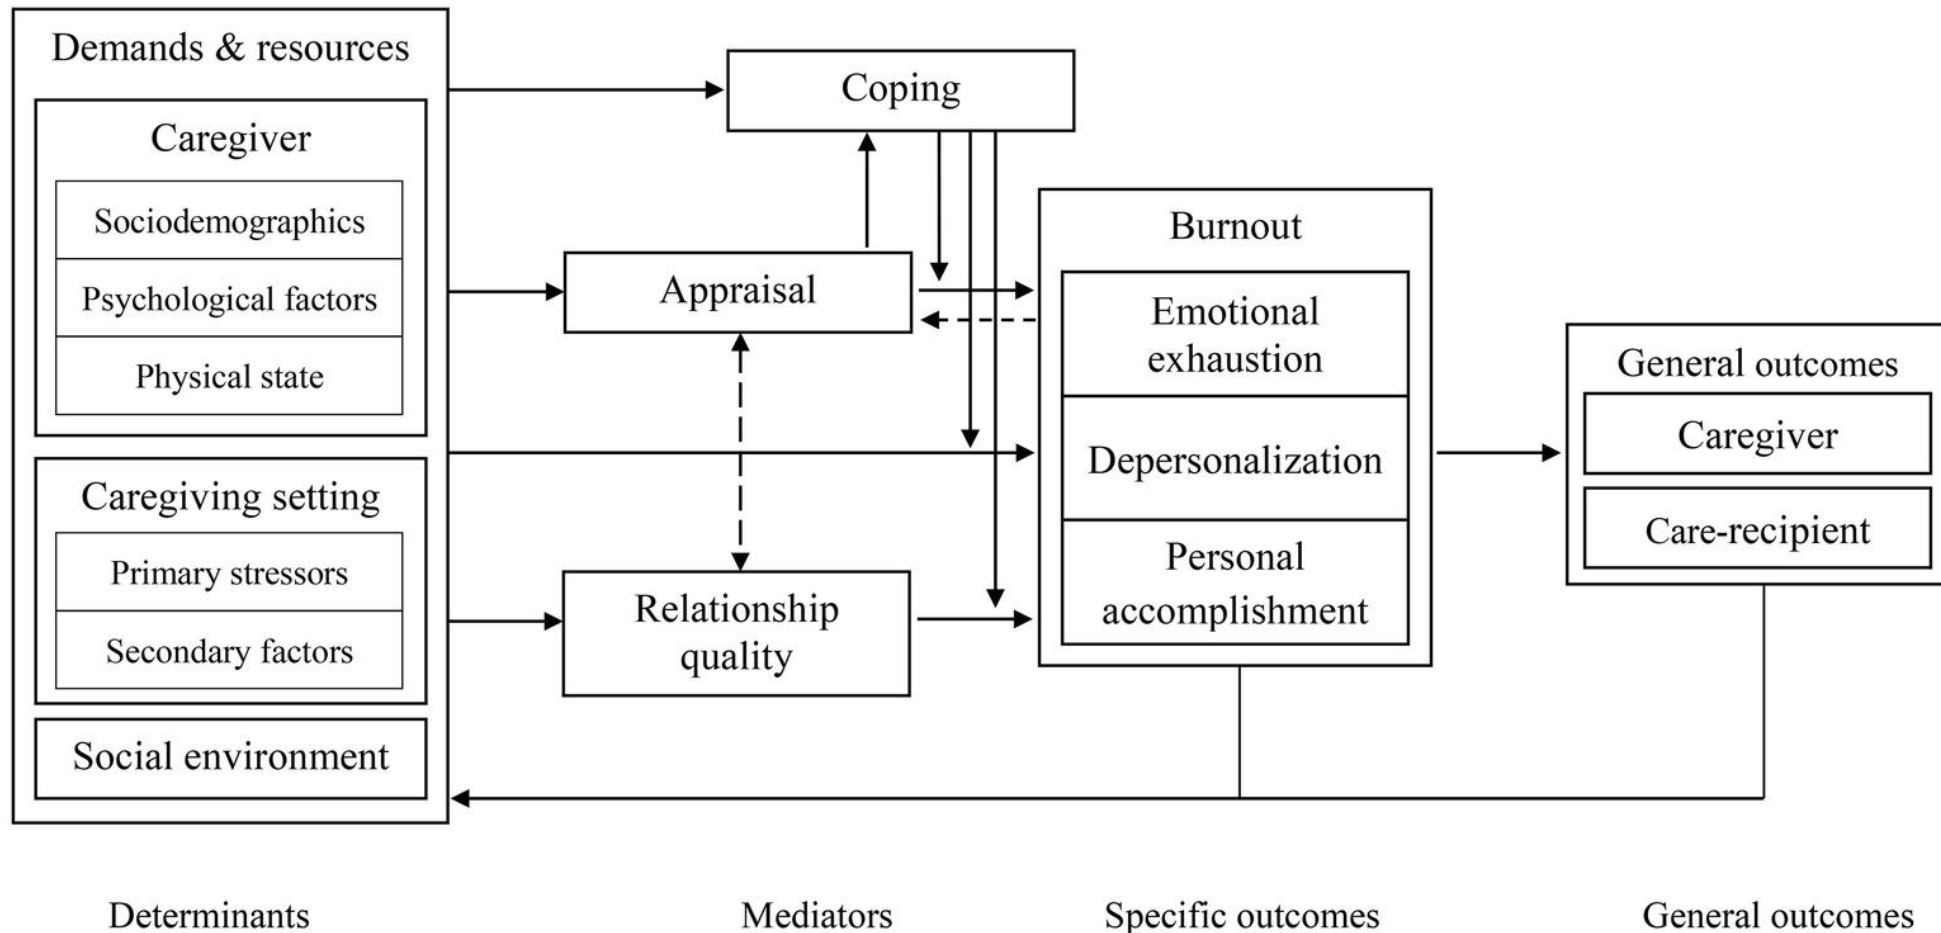 Demands & resources
Caregiver
Sociodemographics
Psychological factors
Physical state
Caregiving setting
Primary stressors
Secondary factors
Social environment
Coping
Appraisal
Relationship
quality
Burnout
Emotional
exhaustion
Depersonalization
Personal
accomplishment
General outcomes
Caregiver
Care-recipient
Determinants
Mediators
Specific outcomes
General outcomes